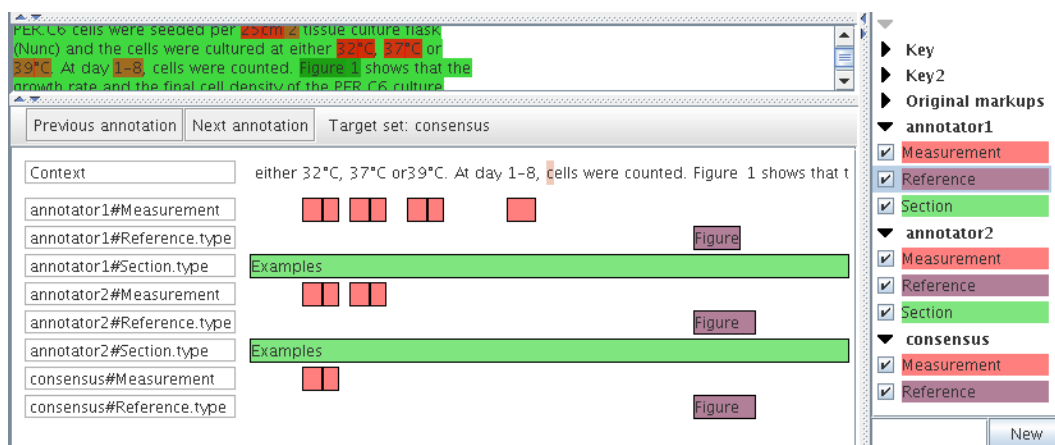 PER.C6 cells were seeded per 25cm 2 tissue culture flask
(Nunc) and the cells were cultured at either 32°C, 37°C or
39°C. At day 1–8, cells were counted. Figure 1 shows that the
growth rate and the final cell density of the PER.C6 culture
Previous annotation Next annotation Target set: consensus
Context either 32°C, 37°C or39°C. At day 1–8, cells were counted. Figure 1 shows that t
annotator1#Measurement
annotator1#Reference.type Figure
annotator1#Section.type Examples
annotator2#Measurement
annotator2#Reference.type Figure
annotator2#Section.type Examples
consensus#Measurement
consensus#Reference.type Figure
Key
Key2
Original markups
annotator1
Measurement
Reference
Section
annotator2
Measurement
Reference
Section
consensus
Measurement
Reference
New